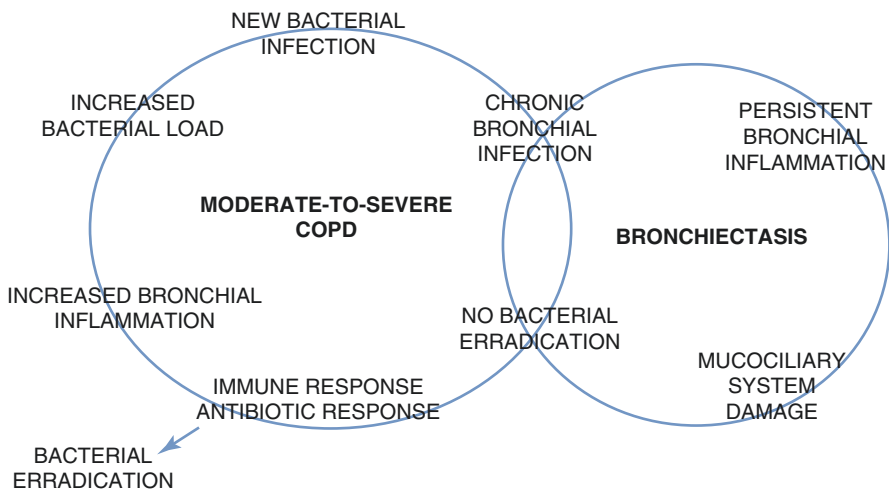 NEW BACTERIAL
INFECTION
INCREASED
BACTERIAL LOAD
CHRONIC
BRONCHIAL
INFECTION
PERSISTENT
BRONCHIAL
INFLAMMATION
MODERATE-TO-SEVERE
COPD
BRONCHIECTASIS
INCREASED BRONCHIAL
INFLAMMATION
NO BACTERIAL
ERRADICATION
MUCOCILIARY
SYSTEM
DAMAGE
IMMUNE RESPONSE
ANTIBIOTIC RESPONSE
BACTERIAL
ERRADICATION